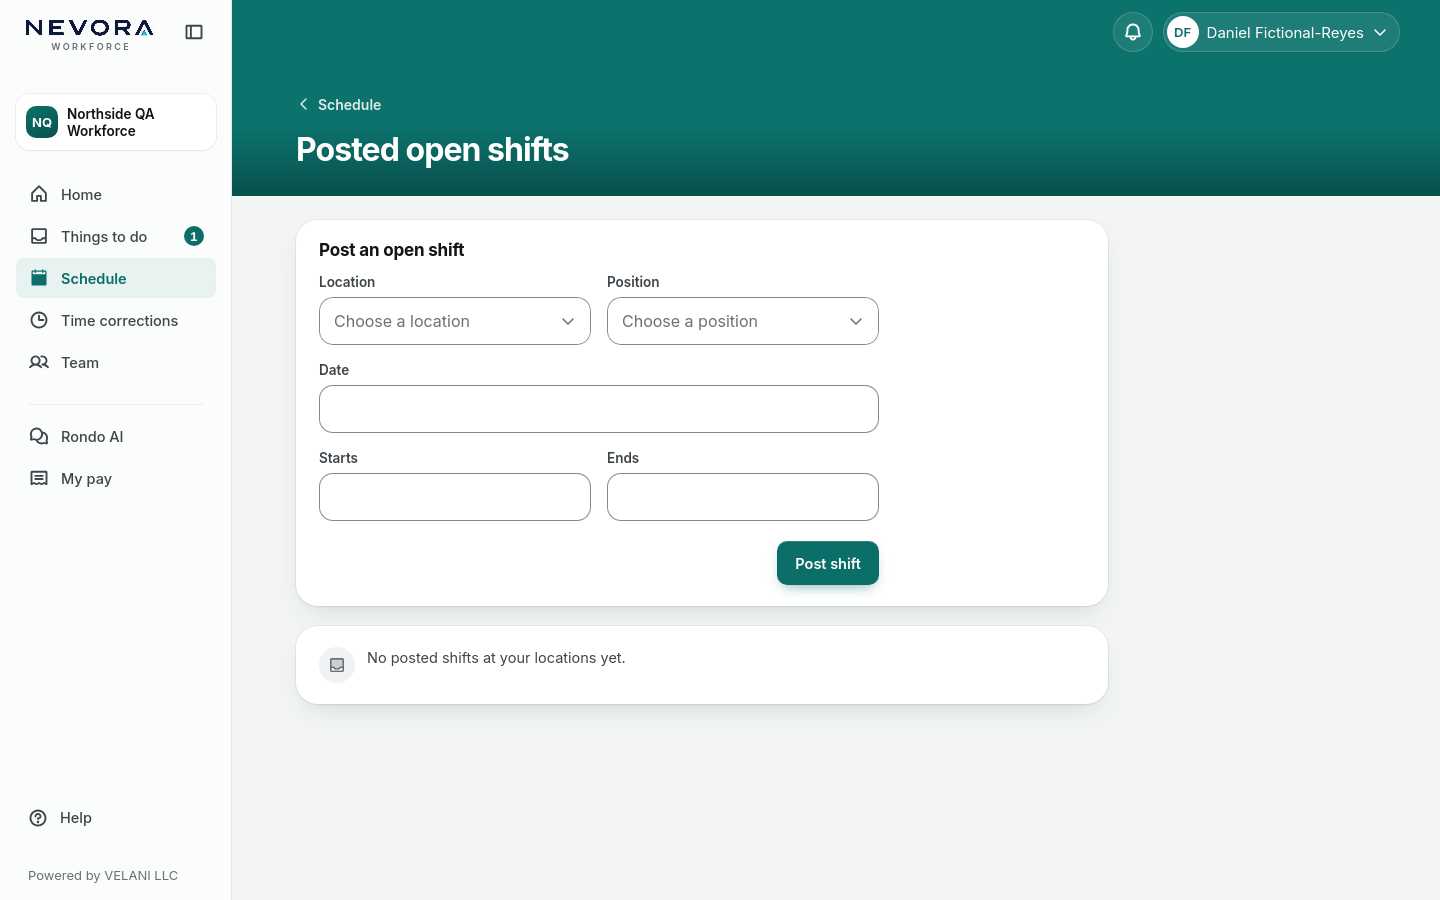 NEVORA
WORKFORCE
DF
Daniel Fictional-Reyes
Schedule
Posted open shifts
NQ
Northside QA
Workforce
Home
Things to do
1
Schedule
Time corrections
Team
Rondo AI
My pay
Help
Powered by VELANI LLC
Post an open shift
Location
Position
Choose a location
Choose a position
Date
Starts
Ends
Post shift
No posted shifts at your locations yet.